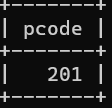 +-------+
| pcode |
+-------+
|   201 |
+-------+